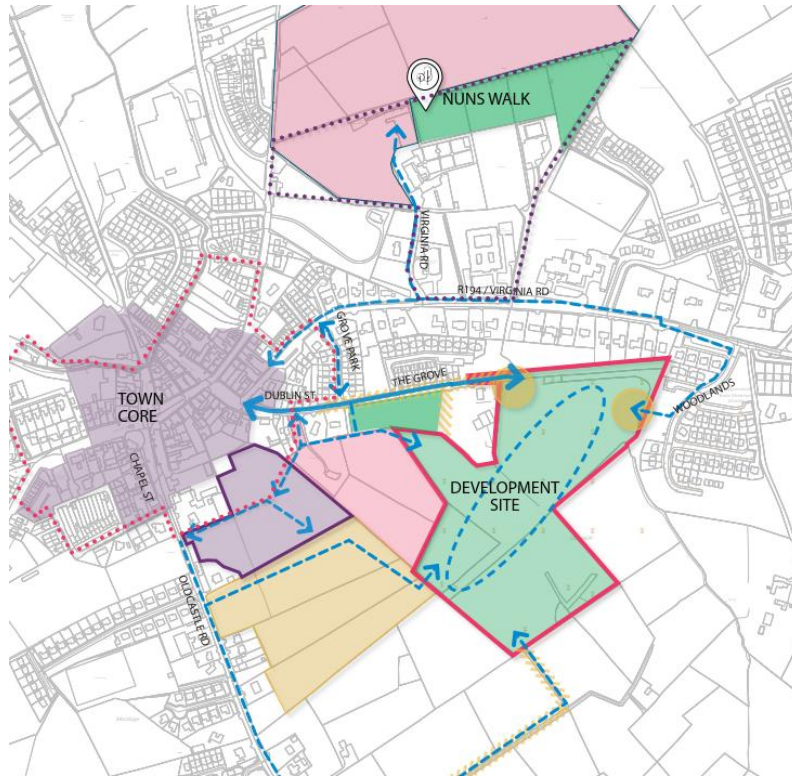 NUNS WALK
VIRGINIA RD
R194 / VIRGINIA RD
GROVE PARK
THE GROVE
DUBLIN ST.
WOODLANDS
TOWN
CORE
CHAPEL ST
DEVELOPMENT
SITE
OLDCASTLE RD